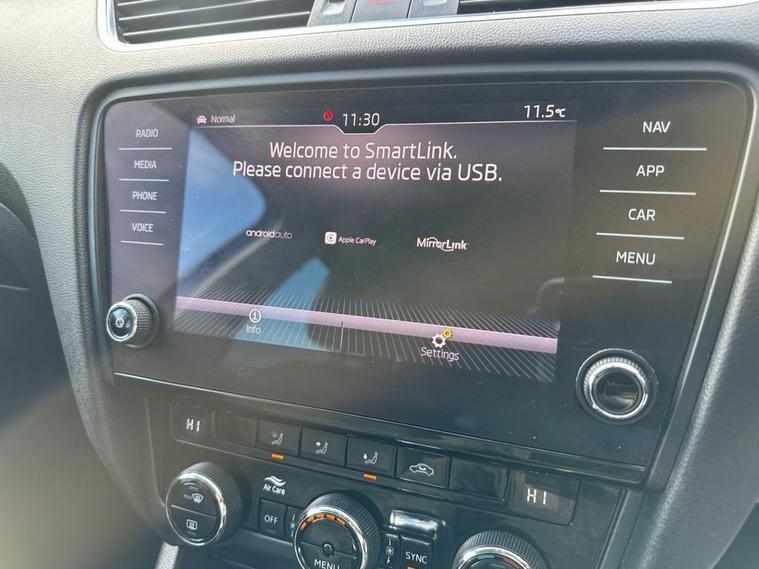 Normal
11:30
11.5°C
RADIO
MEDIA
PHONE
VOICE
Welcome to SmartLink.
Please connect a device via USB.
androidauto
Apple CarPlay
MirrorLink
Info
Settings
NAV
APP
CAR
MENU
HI
HI
Air Care
MAX
OFF
MENU
SYNC